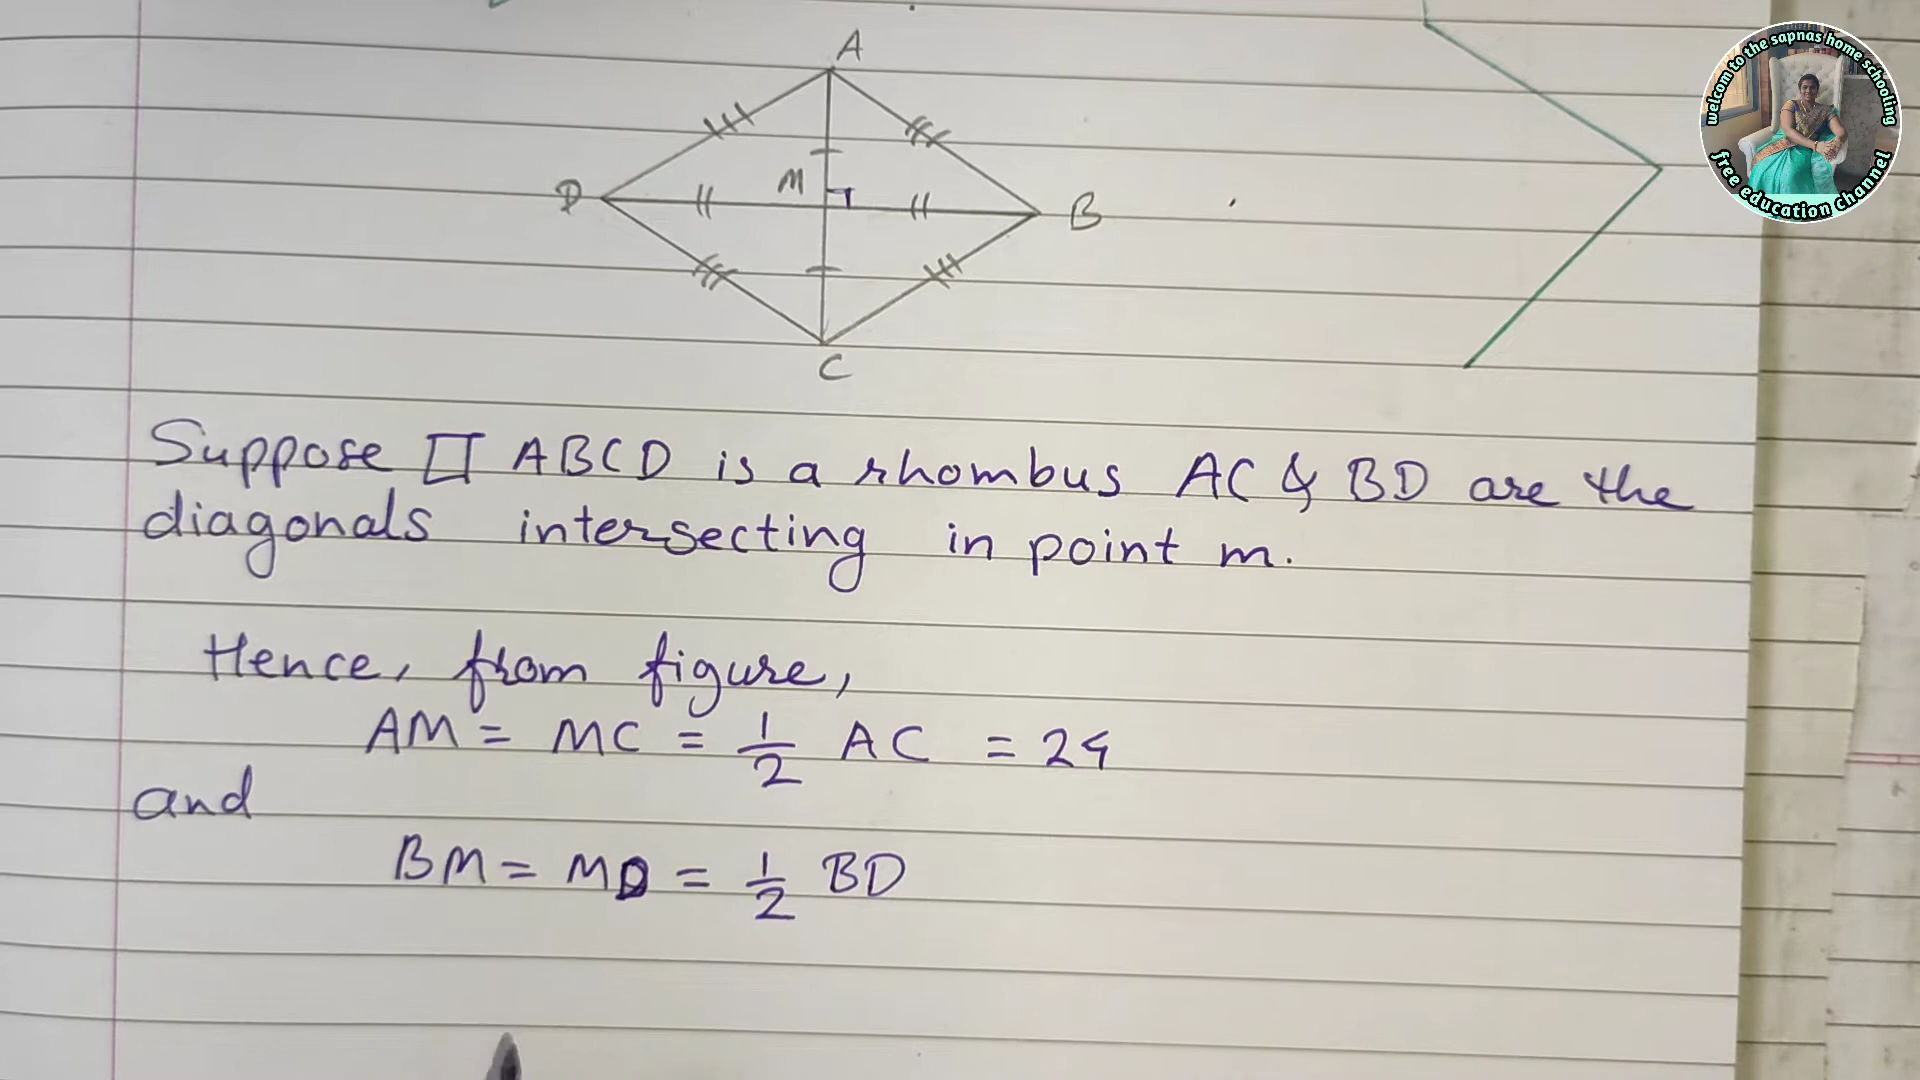 A
M
D
B
C
Suppose □ ABCD is a rhombus AC & BD are the
diagonals intersecting in point m.
Hence, from figure,
AM = MC = 1/2 AC = 24
and
BM = MD = 1/2 BD
welcom to the sapnas home schooling
free education channel